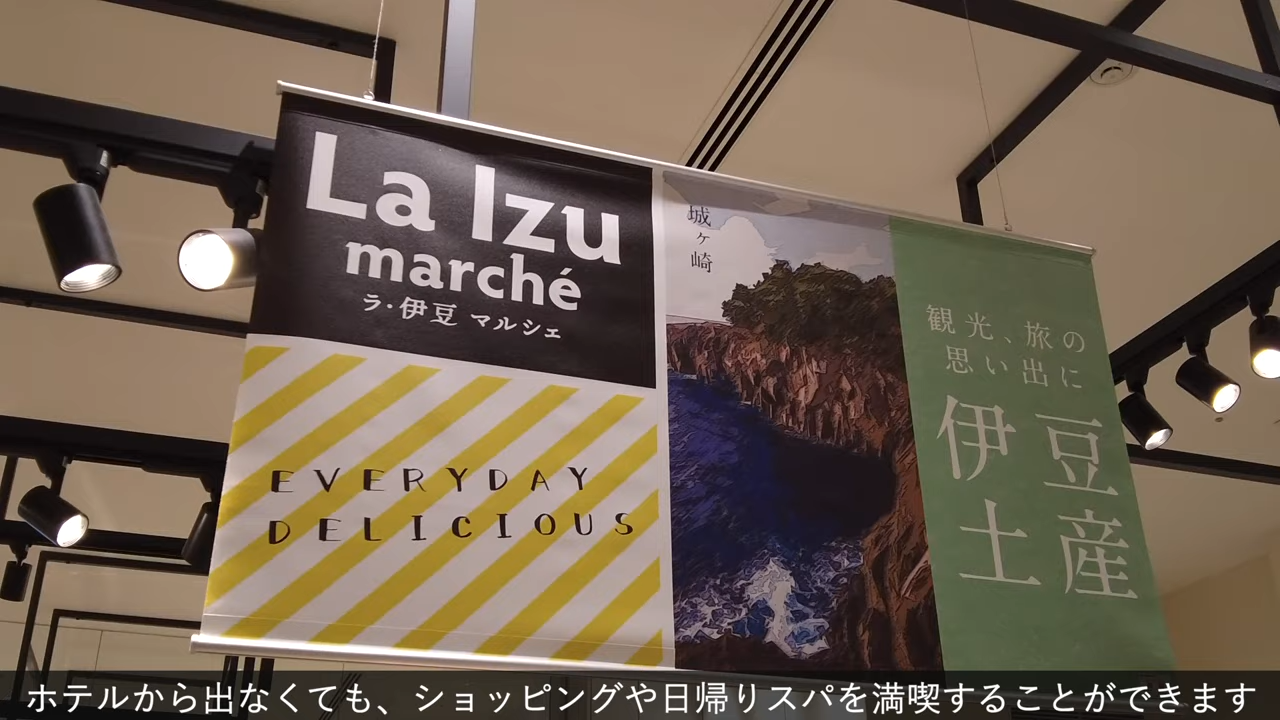 La Izu
marché
ラ・伊豆 マルシェ
EVERYDAY
DELICIOUS
城ヶ崎
観光、旅の
思い出に
伊豆
土産
ホテルから出なくても、ショッピングや日帰りスパを満喫することができます